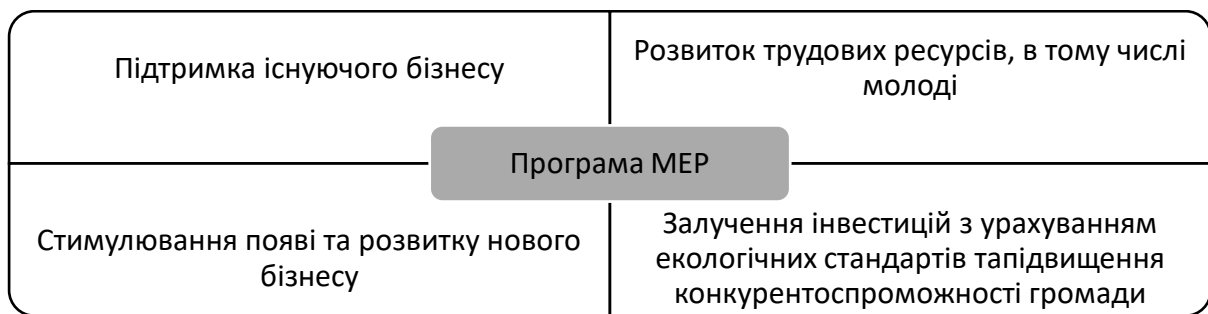 Підтримка існуючого бізнесу
Розвиток трудових ресурсів, в тому числі
молоді
Програма МЕР
Стимулювання появі та розвитку нового
бізнесу
Залучення інвестицій з урахуванням
екологічних стандартів тапідвищення
конкурентоспроможності громади